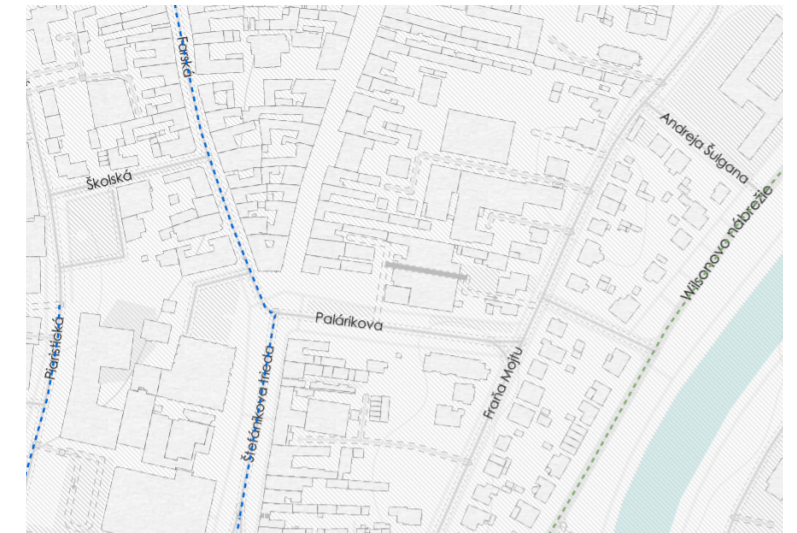 Farská
Andreja Šulgana
Školská
Wilsonovo nábrežie
Palárikova
Piaristická
Štefánikova trieda
Fraňa Mojtu